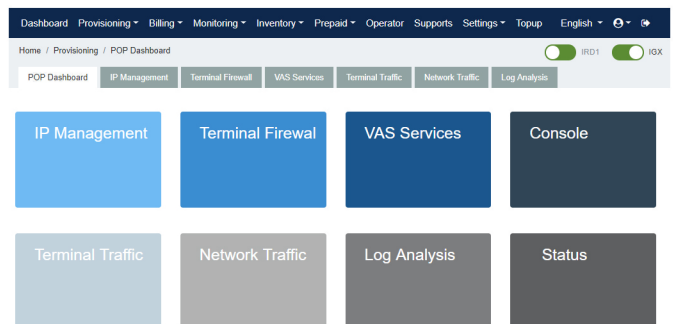 Dashboard Provisioning Billing Monitoring Inventory Prepaid Operator Supports Settings Topup English
Home / Provisioning / POP Dashboard IRD1 IGX
POP Dashboard IP Management Terminal Firewall VAS Services Terminal Traffic Network Traffic Log Analysis
IP Management Terminal Firewal VAS Services Console
Terminal Traffic Network Traffic Log Analysis Status